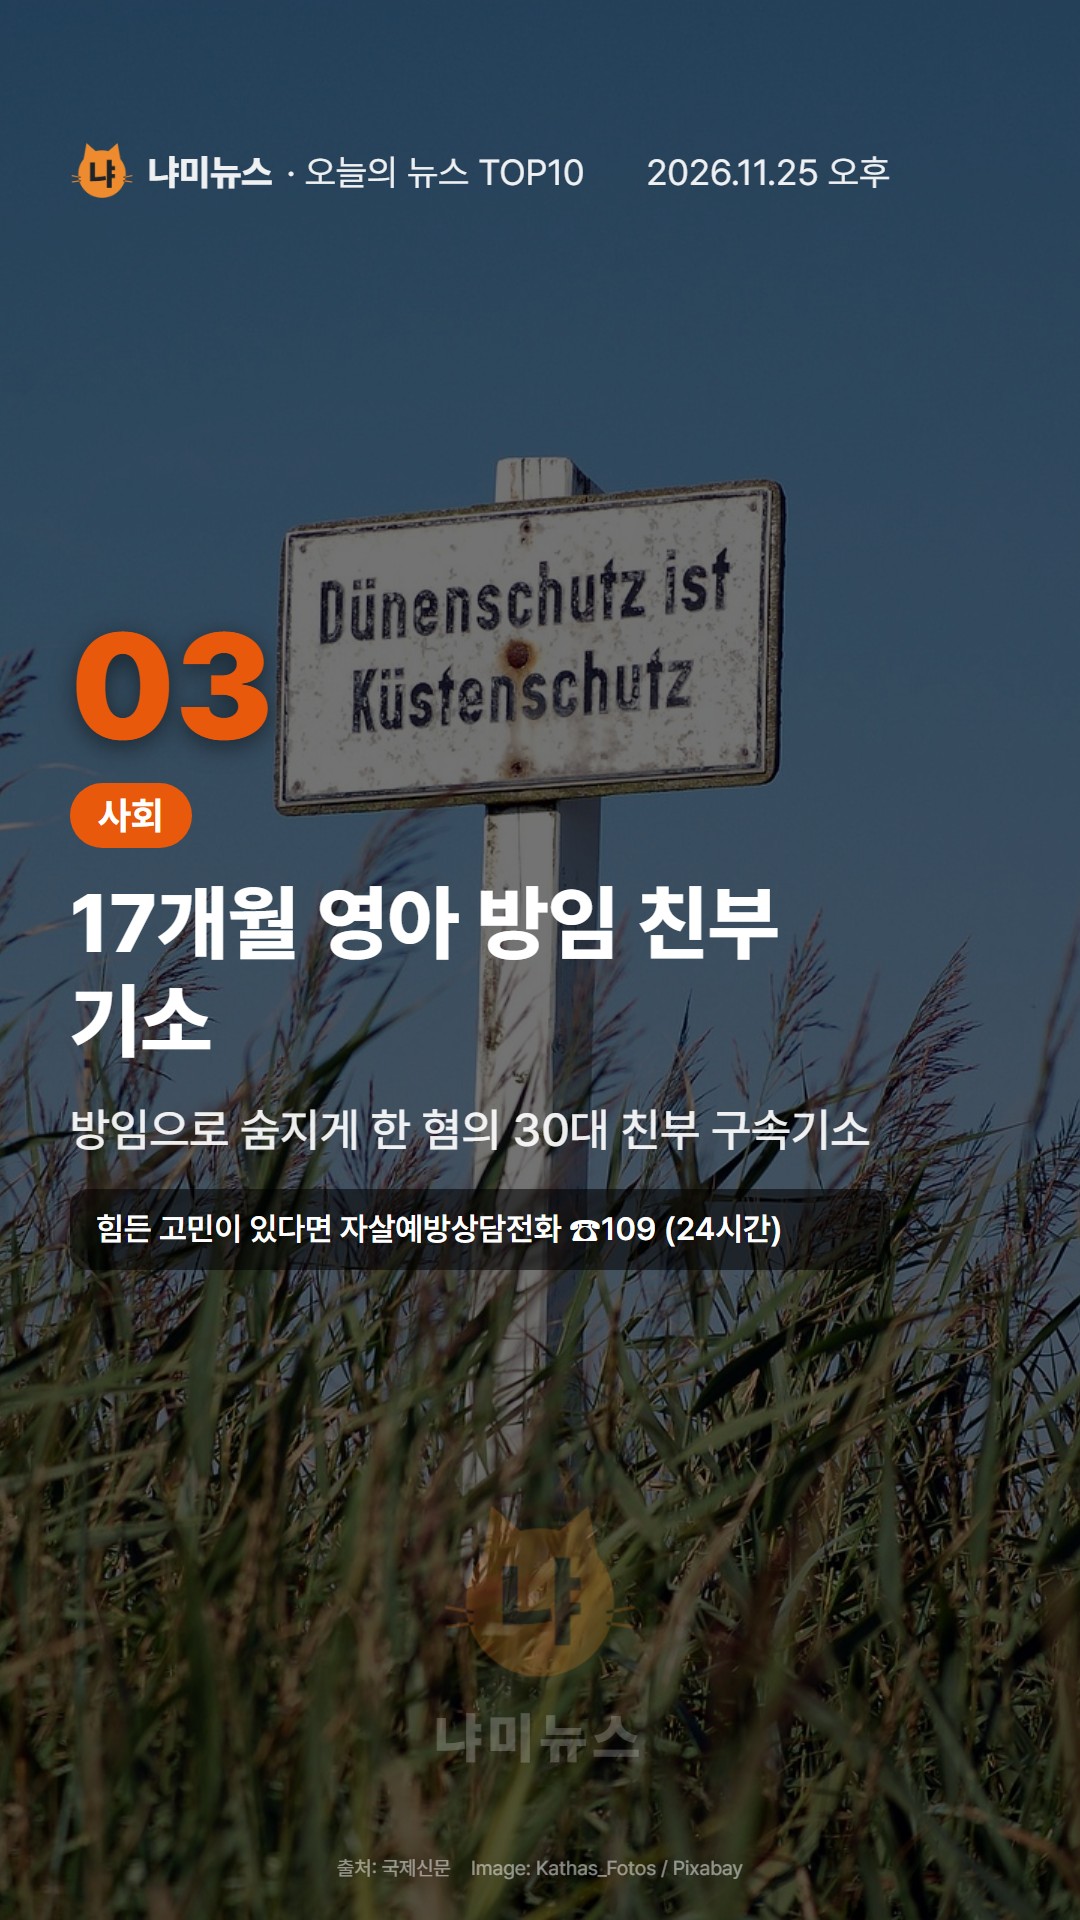 냐 냐미뉴스 · 오늘의 뉴스 TOP10 2026.11.25 오후
Dünenschutz ist
Küstenschutz
03
사회
17개월 영아 방임 친부
기소
방임으로 숨지게 한 혐의 30대 친부 구속기소
힘든 고민이 있다면 자살예방상담전화 ☎109 (24시간)
냐
냐미뉴스
출처: 국제신문 Image: Kathas_Fotos / Pixabay